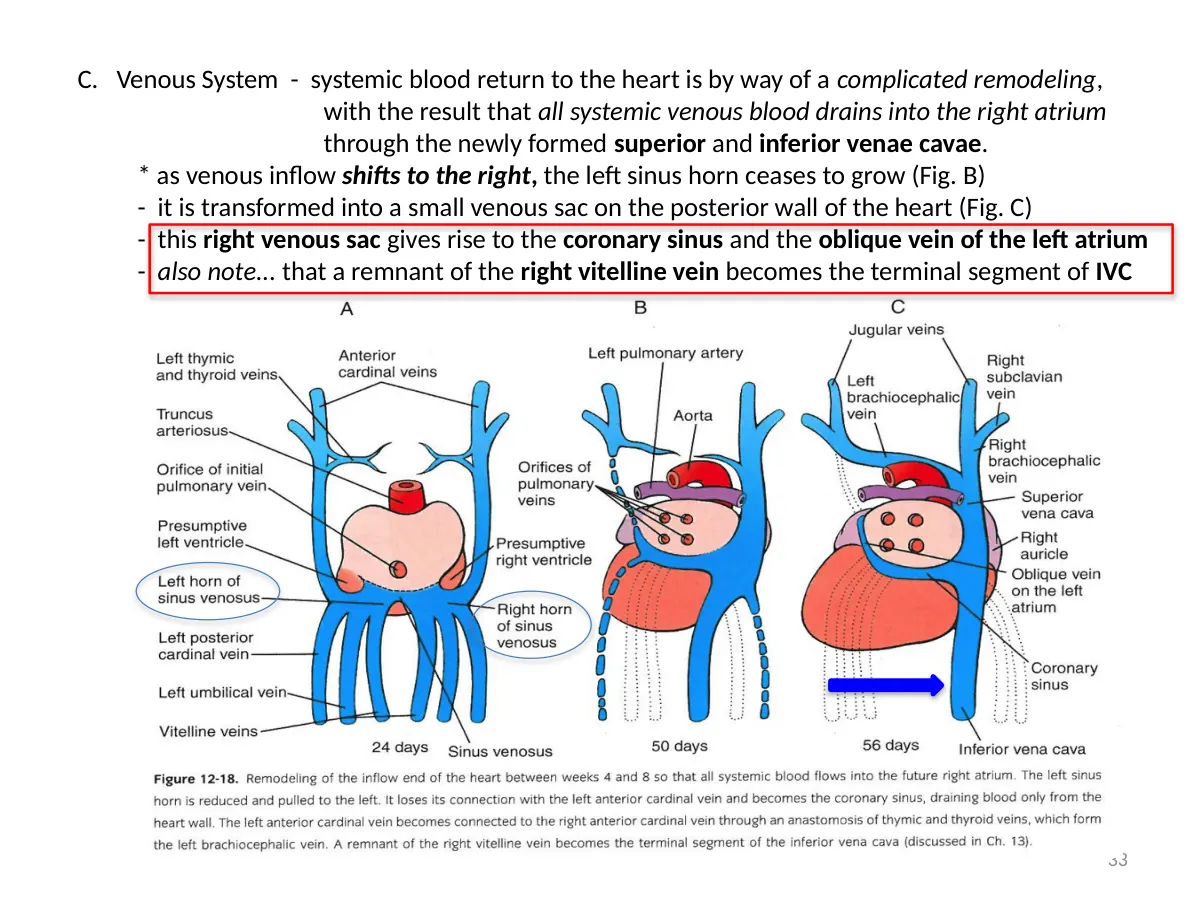 C. Venous System - systemic blood return to the heart is by way of a complicated remodeling,
with the result that all systemic venous blood drains into the right atrium
through the newly formed superior and inferior venae cavae.
* as venous inflow shifts to the right, the left sinus horn ceases to grow (Fig. B)
- it is transformed into a small venous sac on the posterior wall of the heart (Fig. C)
- this right venous sac gives rise to the coronary sinus and the oblique vein of the left atrium
- also note... that a remnant of the right vitelline vein becomes the terminal segment of IVC
A
Left thymic
and thyroid veins
Anterior
cardinal veins
Truncus
arteriosus
Orifice of initial
pulmonary vein
Presumptive
left ventricle
Presumptive
right ventricle
Left horn of
sinus venosus
Right horn
of sinus
venosus
Left posterior
cardinal vein
Left umbilical vein
Vitelline veins
24 days
Sinus venosus
B
Left pulmonary artery
Aorta
Orifices of
pulmonary
veins
50 days
C
Jugular veins
Left
brachiocephalic
vein
Right
subclavian
vein
Right
brachiocephalic
vein
Superior
vena cava
Right
auricle
Oblique vein
on the left
atrium
Coronary
sinus
56 days
Inferior vena cava
Figure 12-18. Remodeling of the inflow end of the heart between weeks 4 and 8 so that all systemic blood flows into the future right atrium. The left sinus
horn is reduced and pulled to the left. It loses its connection with the left anterior cardinal vein and becomes the coronary sinus, draining blood only from the
heart wall. The left anterior cardinal vein becomes connected to the right anterior cardinal vein through an anastomosis of thymic and thyroid veins, which form
the left brachiocephalic vein. A remnant of the right vitelline vein becomes the terminal segment of the inferior vena cava (discussed in Ch. 13).